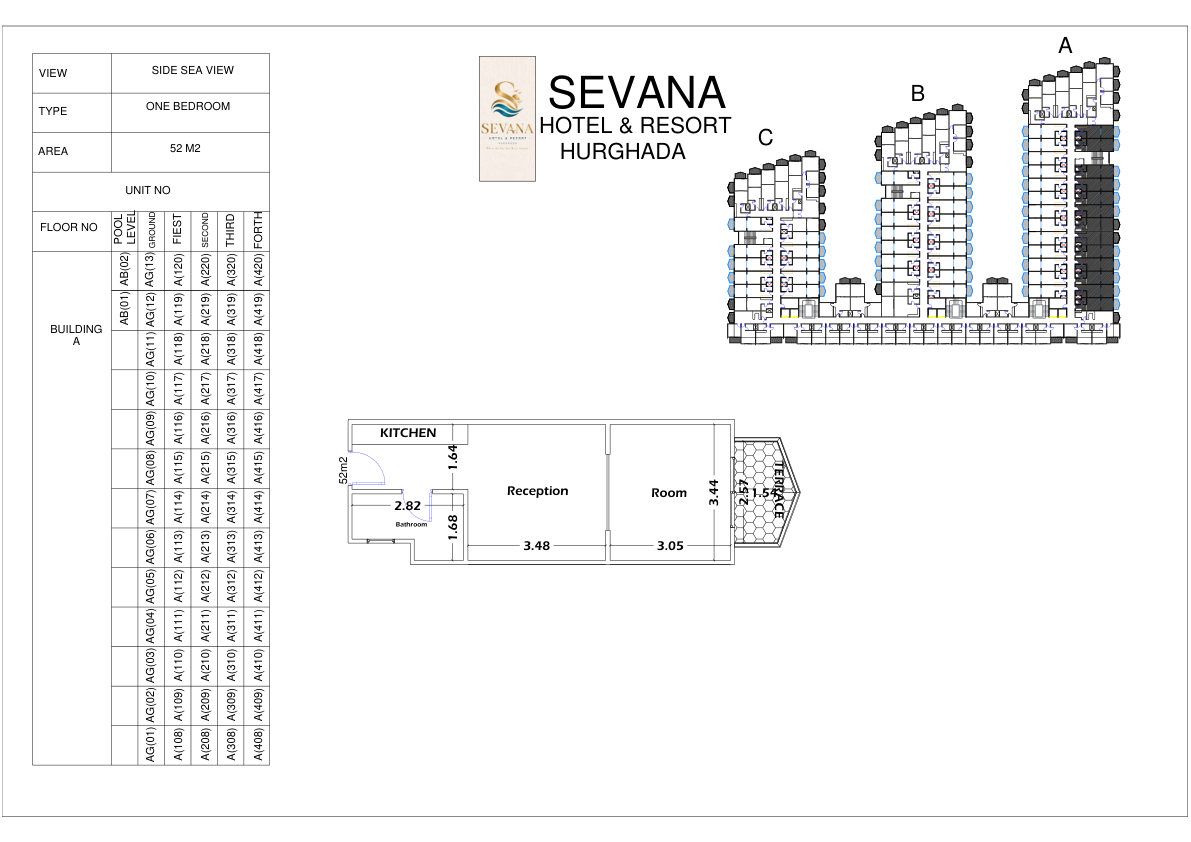 VIEW SIDE SEA VIEW
TYPE ONE BEDROOM
AREA 52 M2
UNIT NO
FLOOR NO POOL LEVEL GROUND FIEST SECOND THIRD FORTH
BUILDING A
AB(02) AG(13) A(120) A(220) A(320) A(420)
AB(01) AG(12) A(119) A(219) A(319) A(419)
AG(11) A(118) A(218) A(318) A(418)
AG(10) A(117) A(217) A(317) A(417)
AG(09) A(116) A(216) A(316) A(416)
AG(08) A(115) A(215) A(315) A(415)
AG(07) A(114) A(214) A(314) A(414)
AG(06) A(113) A(213) A(313) A(413)
AG(05) A(112) A(212) A(312) A(412)
AG(04) A(111) A(211) A(311) A(411)
AG(03) A(110) A(210) A(310) A(410)
AG(02) A(109) A(209) A(309) A(409)
AG(01) A(108) A(208) A(308) A(408)
SEVANA
HOTEL & RESORT
HURGHADA
SEVANA
HOTEL & RESORT
HURGHADA
C
B
A
KITCHEN
52m2
1.64
2.82
Bathroom
1.68
Reception
3.48
Room
3.05
3.44
2.57
1.54
TERRACE